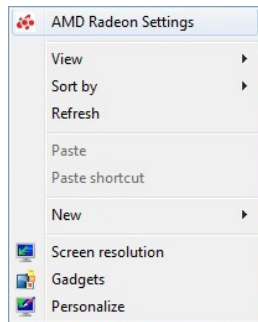 AMD Radeon Settings
View
Sort by
Refresh
Paste
Paste shortcut
New
Screen resolution
Gadgets
Personalize